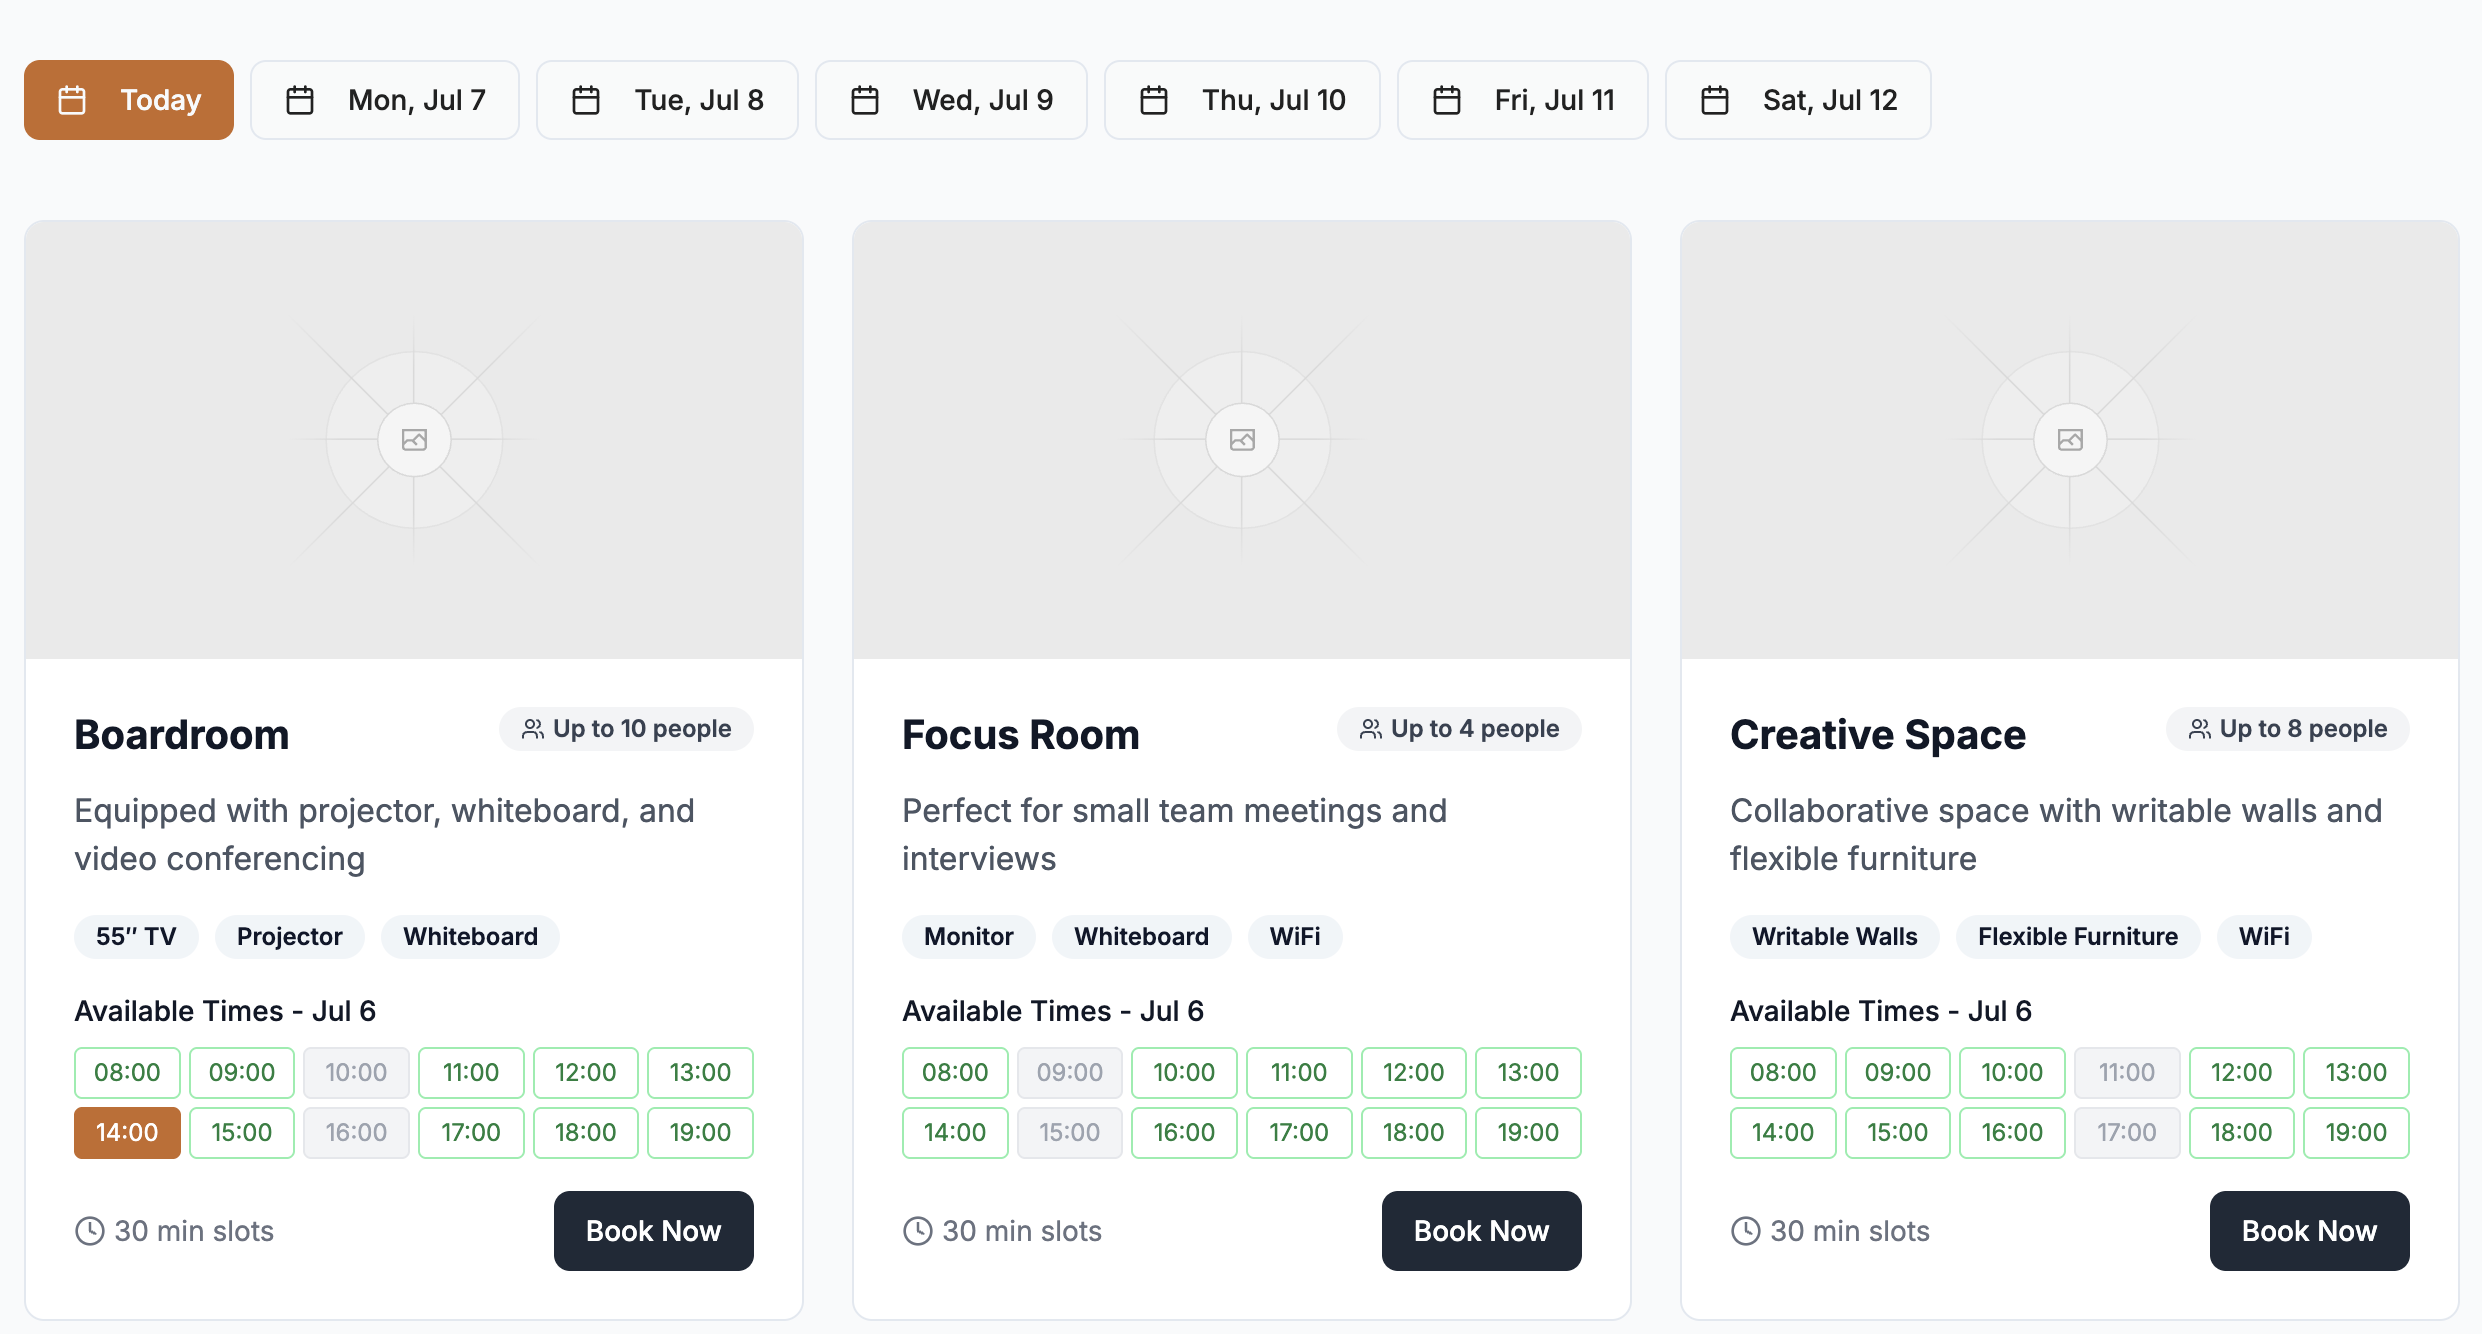 Today
Mon, Jul 7
Tue, Jul 8
Wed, Jul 9
Thu, Jul 10
Fri, Jul 11
Sat, Jul 12
Boardroom
Up to 10 people
Equipped with projector, whiteboard, and
video conferencing
55" TV
Projector
Whiteboard
Available Times - Jul 6
08:00 09:00 10:00 11:00 12:00 13:00
14:00 15:00 16:00 17:00 18:00 19:00
30 min slots
Book Now
Focus Room
Up to 4 people
Perfect for small team meetings and
interviews
Monitor
Whiteboard
WiFi
Available Times - Jul 6
08:00 09:00 10:00 11:00 12:00 13:00
14:00 15:00 16:00 17:00 18:00 19:00
30 min slots
Book Now
Creative Space
Up to 8 people
Collaborative space with writable walls and
flexible furniture
Writable Walls
Flexible Furniture
WiFi
Available Times - Jul 6
08:00 09:00 10:00 11:00 12:00 13:00
14:00 15:00 16:00 17:00 18:00 19:00
30 min slots
Book Now